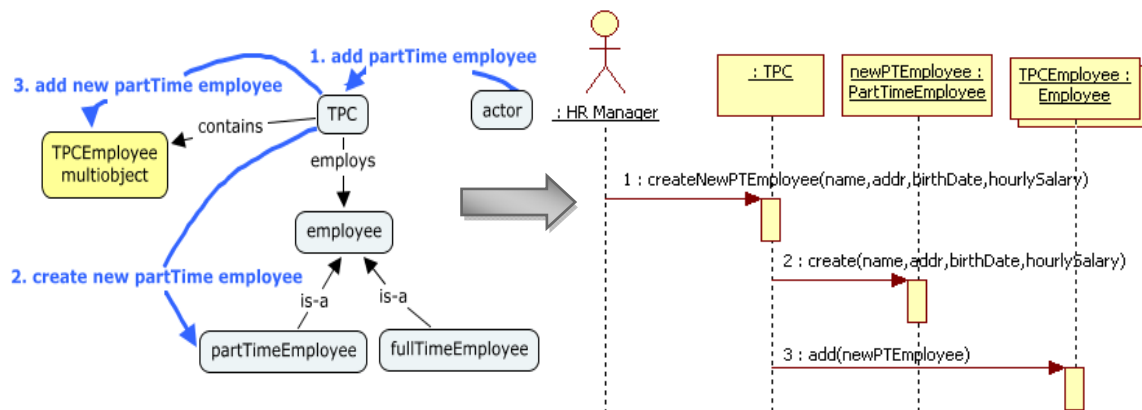 1. add partTime employee
3. add new partTime employee
TPC
actor
contains
TPCEmployee
multiobject
employs
employee
2. create new partTime employee
is-a
is-a
partTimeEmployee
fullTimeEmployee
: HR Manager
: TPC
newPTEmployee :
PartTimeEmployee
TPCEmployee :
Employee
1 : createNewPTEmployee(name,addr,birthDate,hourlySalary)
2 : create(name,addr,birthDate,hourlySalary)
3 : add(newPTEmployee)